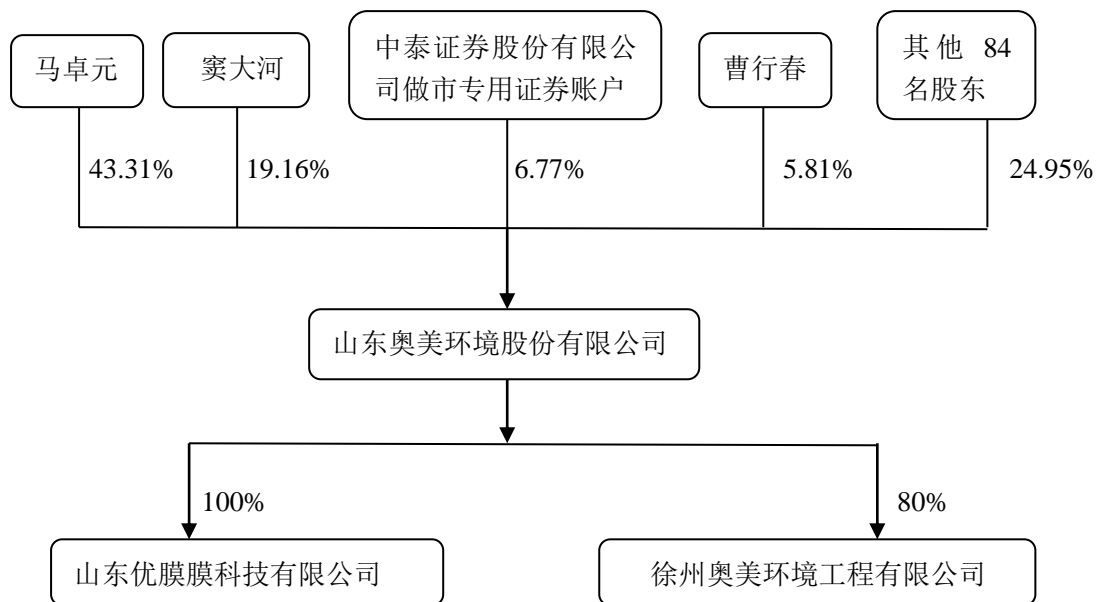 马卓元
窦大河
中泰证券股份有限公
司做市专用证券账户
曹行春
其他 84
名股东
43.31%
19.16%
6.77%
5.81%
24.95%
山东奥美环境股份有限公司
100%
80%
山东优膜膜科技有限公司
徐州奥美环境工程有限公司